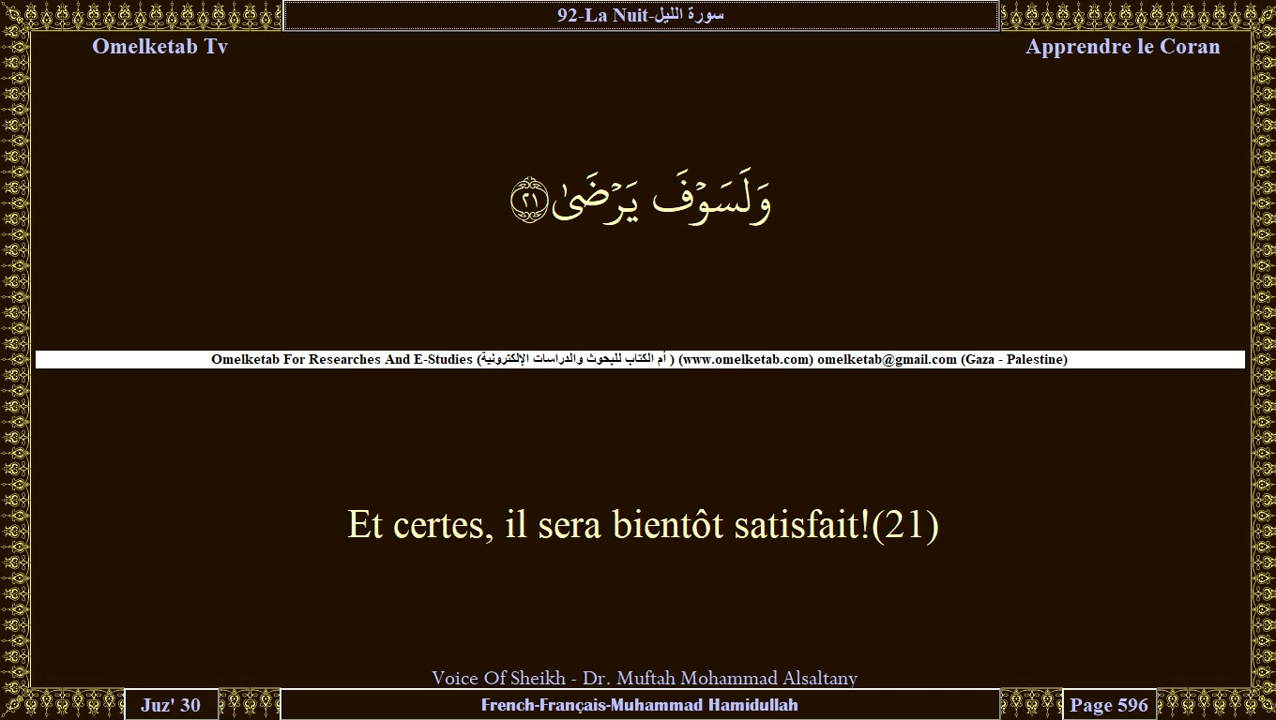 92-La Nuit-سورة الليل
Omelketab Tv
Apprendre le Coran
وَلَسَوۡفَ يَرۡضَىٰ ٢١
Omelketab For Researches And E-Studies (أم الكتاب للبحوث والدراسات الإلكترونية ) (www.omelketab.com) omelketab@gmail.com (Gaza - Palestine)
Et certes, il sera bientôt satisfait!(21)
Voice Of Sheikh - Dr. Muftah Mohammad Alsaltany
Juz' 30
French-Français-Muhammad Hamidullah
Page 596